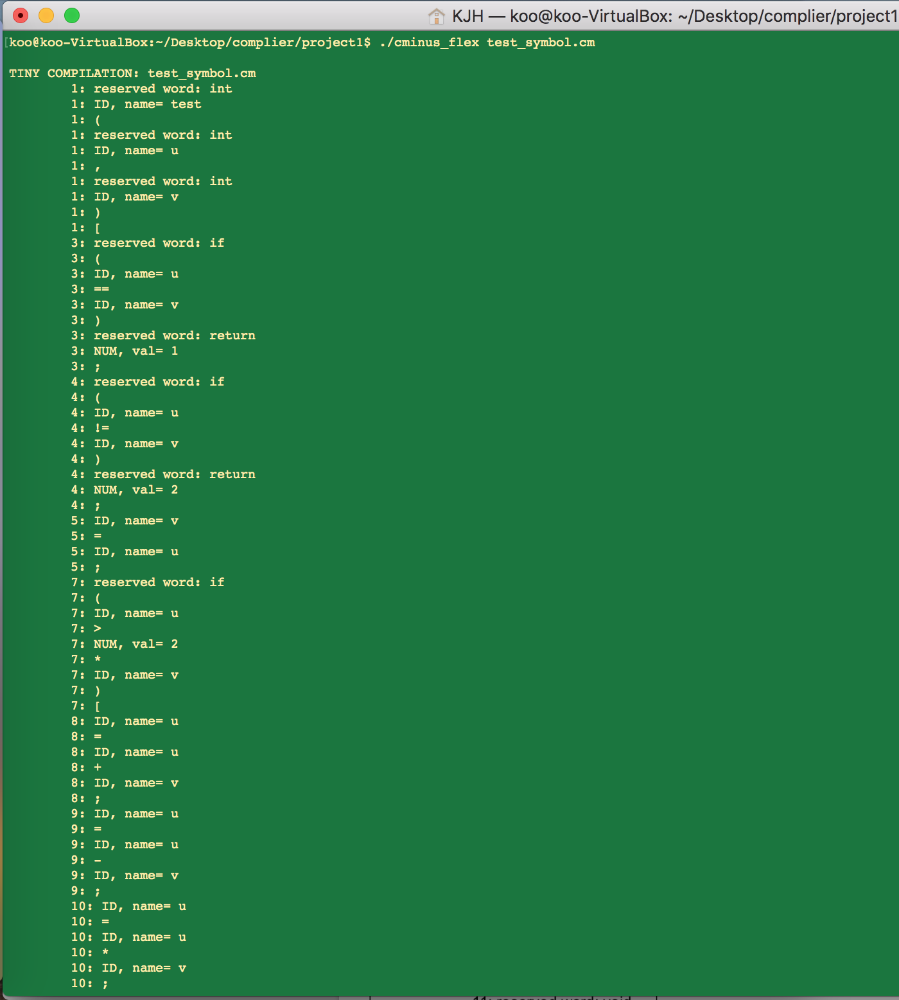 KJH — koo@koo-VirtualBox: ~/Desktop/complier/project1
[koo@koo-VirtualBox:~/Desktop/complier/project1$ ./cminus_flex test_symbol.cm
TINY COMPILATION: test_symbol.cm
1: reserved word: int
1: ID, name= test
1: (
1: reserved word: int
1: ID, name= u
1: ,
1: reserved word: int
1: ID, name= v
1: )
1: [
3: reserved word: if
3: (
3: ID, name= u
3: ==
3: ID, name= v
3: )
3: reserved word: return
3: NUM, val= 1
3: ;
4: reserved word: if
4: (
4: ID, name= u
4: !=
4: ID, name= v
4: )
4: reserved word: return
4: NUM, val= 2
4: ;
5: ID, name= v
5: =
5: ID, name= u
5: ;
7: reserved word: if
7: (
7: ID, name= u
7: >
7: NUM, val= 2
7: *
7: ID, name= v
7: )
7: [
8: ID, name= u
8: =
8: ID, name= u
8: +
8: ID, name= v
8: ;
9: ID, name= u
9: =
9: ID, name= u
9: -
9: ID, name= v
9: ;
10: ID, name= u
10: =
10: ID, name= u
10: *
10: ID, name= v
10: ;
11: reserved word: void